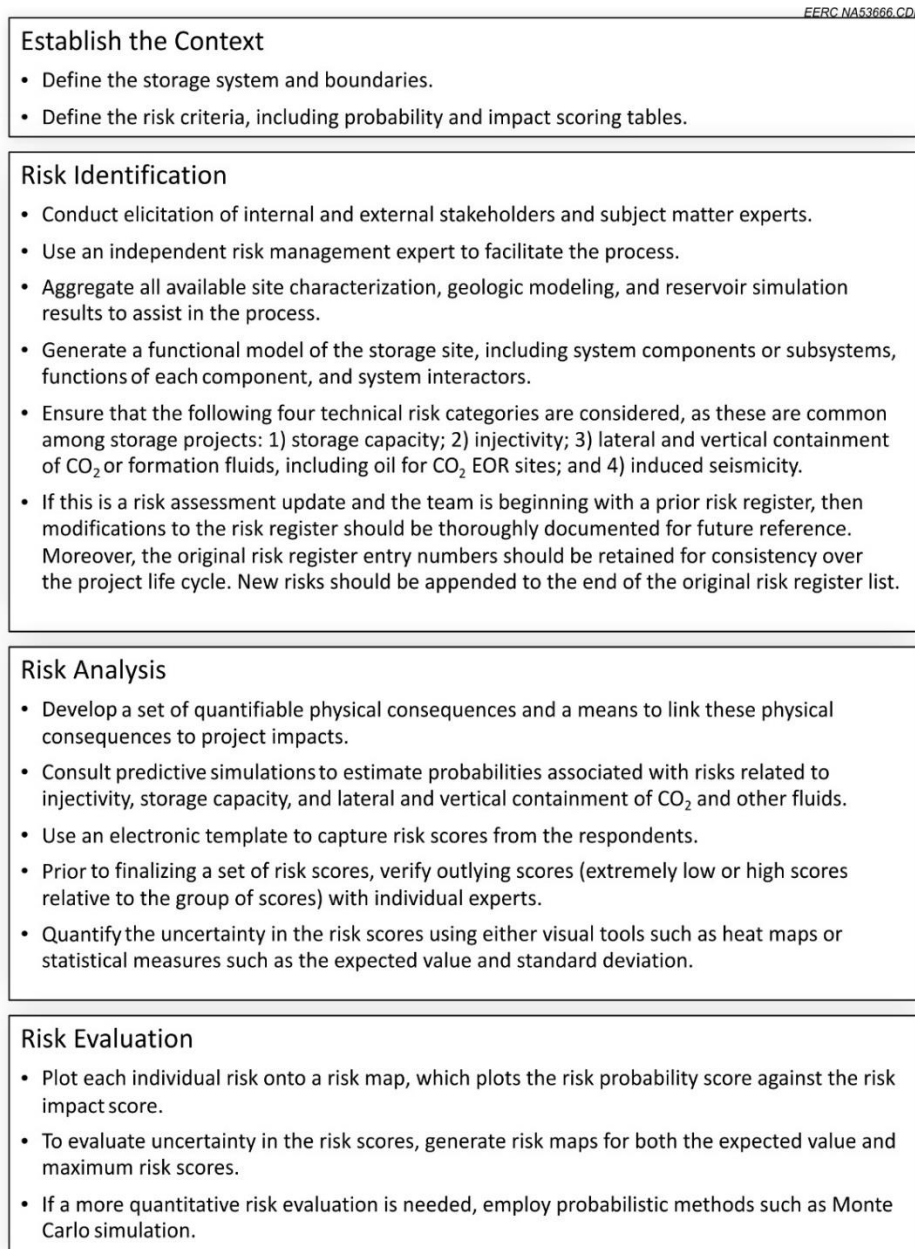 EERC NA53666.CD
Establish the Context
• Define the storage system and boundaries.
• Define the risk criteria, including probability and impact scoring tables.
Risk Identification
• Conduct elicitation of internal and external stakeholders and subject matter experts.
• Use an independent risk management expert to facilitate the process.
• Aggregate all available site characterization, geologic modeling, and reservoir simulation
results to assist in the process.
• Generate a functional model of the storage site, including system components or subsystems,
functions of each component, and system interactors.
• Ensure that the following four technical risk categories are considered, as these are common
among storage projects: 1) storage capacity; 2) injectivity; 3) lateral and vertical containment
of CO₂ or formation fluids, including oil for CO₂ EOR sites; and 4) induced seismicity.
• If this is a risk assessment update and the team is beginning with a prior risk register, then
modifications to the risk register should be thoroughly documented for future reference.
Moreover, the original risk register entry numbers should be retained for consistency over
the project life cycle. New risks should be appended to the end of the original risk register list.
Risk Analysis
• Develop a set of quantifiable physical consequences and a means to link these physical
consequences to project impacts.
• Consult predictive simulations to estimate probabilities associated with risks related to
injectivity, storage capacity, and lateral and vertical containment of CO₂ and other fluids.
• Use an electronic template to capture risk scores from the respondents.
• Prior to finalizing a set of risk scores, verify outlying scores (extremely low or high scores
relative to the group of scores) with individual experts.
• Quantify the uncertainty in the risk scores using either visual tools such as heat maps or
statistical measures such as the expected value and standard deviation.
Risk Evaluation
• Plot each individual risk onto a risk map, which plots the risk probability score against the risk
impact score.
• To evaluate uncertainty in the risk scores, generate risk maps for both the expected value and
maximum risk scores.
• If a more quantitative risk evaluation is needed, employ probabilistic methods such as Monte
Carlo simulation.